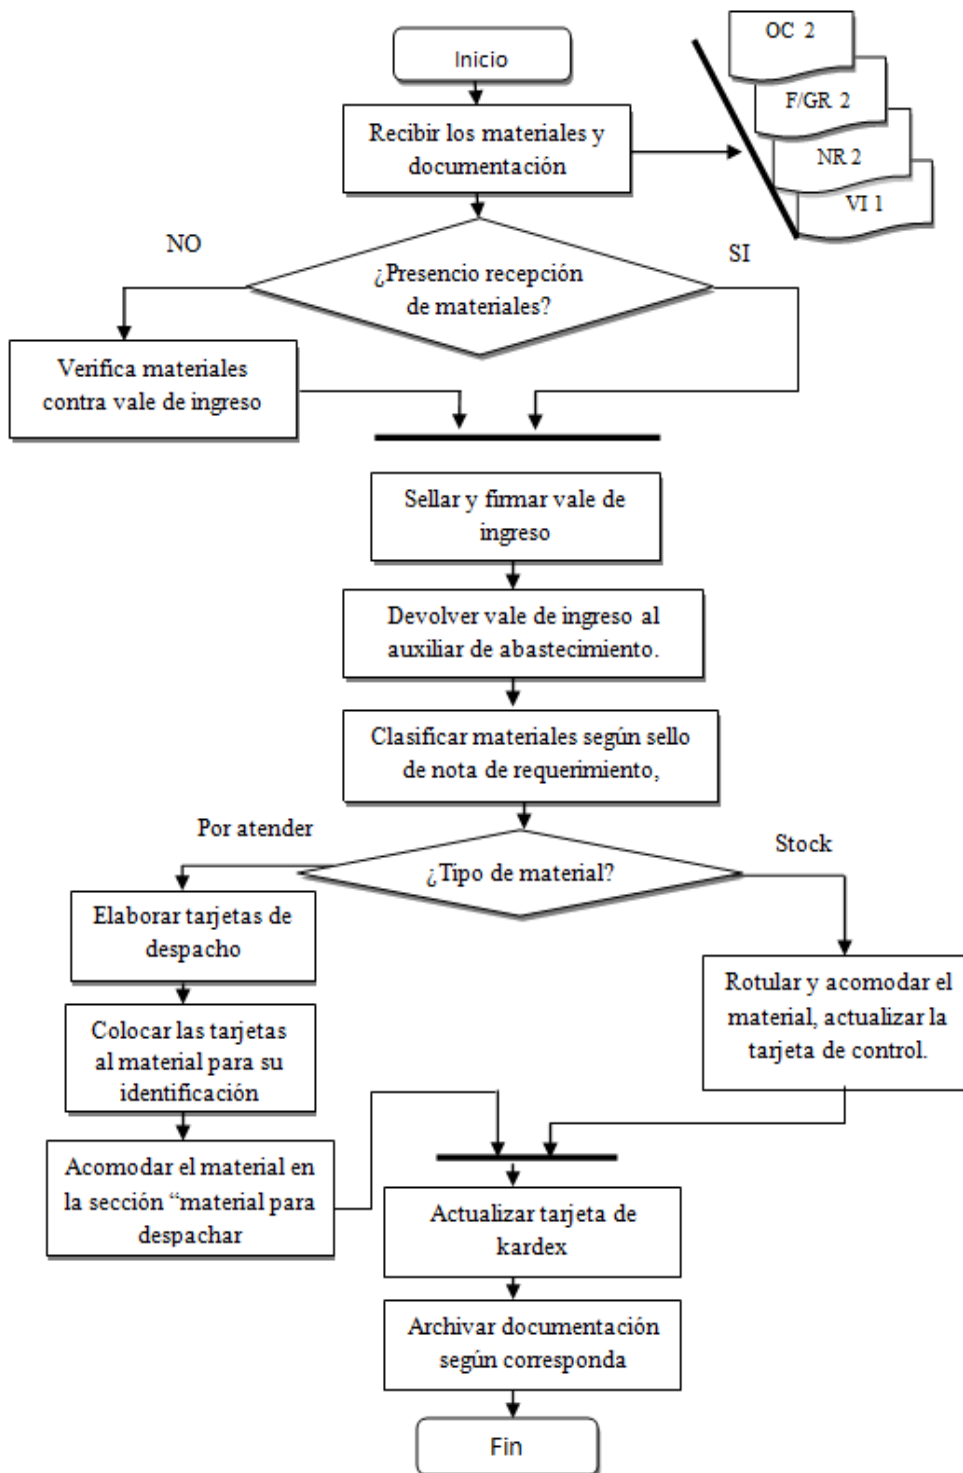 Inicio
OC 2
F/GR 2
NR 2
VI 1
Recibir los materiales y
documentación
NO
SI
¿Presencio recepción
de materiales?
Verifica materiales
contra vale de ingreso
Sellar y firmar vale de
ingreso
Devolver vale de ingreso al
auxiliar de abastecimiento.
Clasificar materiales según sello
de nota de requerimiento,
Por atender
Stock
¿Tipo de material?
Elaborar tarjetas de
despacho
Colocar las tarjetas
al material para su
identificación
Acomodar el material en
la sección “material para
despachar
Rotular y acomodar el
material, actualizar la
tarjeta de control.
Actualizar tarjeta de
kardex
Archivar documentación
según corresponda
Fin